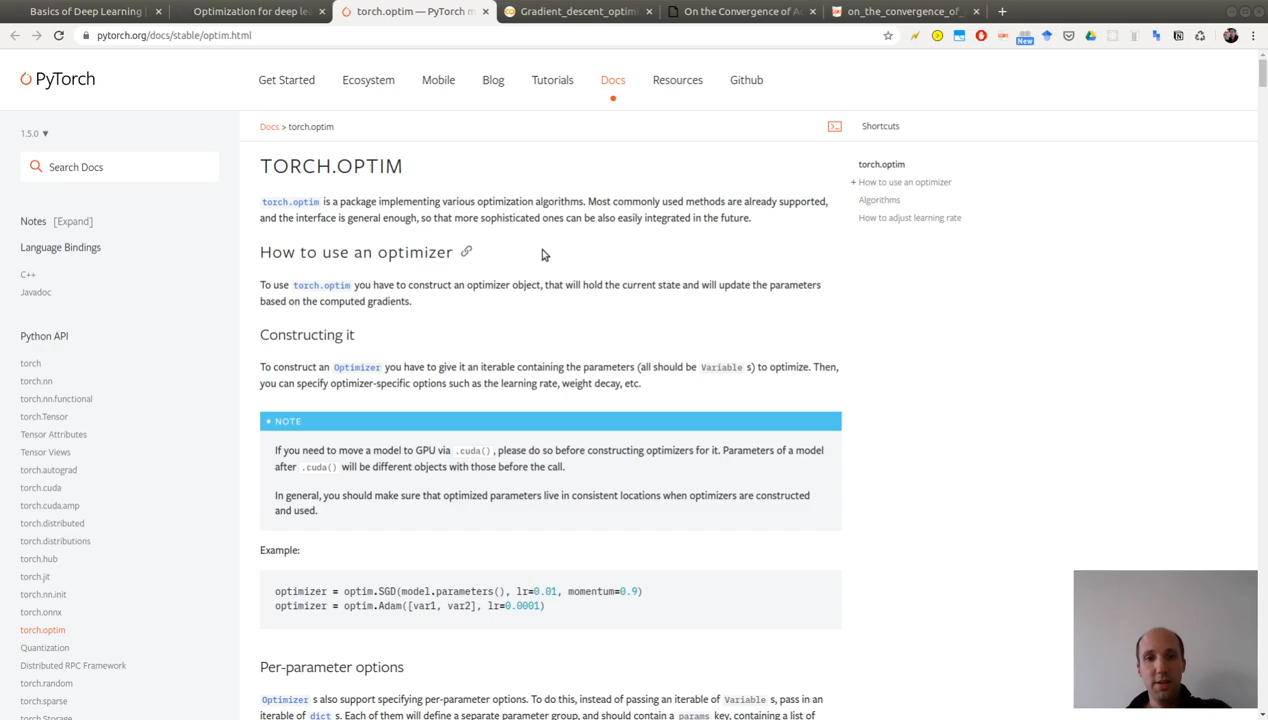 Basics of Deep Learning
Optimization for deep lea
torch.optim — PyTorch m
Gradient_descent_optimi
On the Convergence of Ad
on_the_convergence_of_
pytorch.org/docs/stable/optim.html
New
PyTorch
Get Started
Ecosystem
Mobile
Blog
Tutorials
Docs
Resources
Github
1.5.0 ▼
Docs > torch.optim
Shortcuts
Search Docs
Notes [Expand]
Language Bindings
C++
Javadoc
Python API
torch
torch.nn
torch.nn.functional
torch.Tensor
Tensor Attributes
Tensor Views
torch.autograd
torch.cuda
torch.cuda.amp
torch.distributed
torch.distributions
torch.hub
torch.jit
torch.nn.init
torch.onnx
torch.optim
Quantization
Distributed RPC Framework
torch.random
torch.sparse
torch.Storage
TORCH.OPTIM
torch.optim is a package implementing various optimization algorithms. Most commonly used methods are already supported,
and the interface is general enough, so that more sophisticated ones can be also easily integrated in the future.
How to use an optimizer
To use torch.optim you have to construct an optimizer object, that will hold the current state and will update the parameters
based on the computed gradients.
Constructing it
To construct an Optimizer you have to give it an iterable containing the parameters (all should be Variable s) to optimize. Then,
you can specify optimizer-specific options such as the learning rate, weight decay, etc.
• NOTE
If you need to move a model to GPU via .cuda(), please do so before constructing optimizers for it. Parameters of a model
after .cuda() will be different objects with those before the call.
In general, you should make sure that optimized parameters live in consistent locations when optimizers are constructed
and used.
Example:
optimizer = optim.SGD(model.parameters(), lr=0.01, momentum=0.9)
optimizer = optim.Adam([var1, var2], lr=0.0001)
Per-parameter options
Optimizer s also support specifying per-parameter options. To do this, instead of passing an iterable of Variable s, pass in an
iterable of dict s. Each of them will define a separate parameter group, and should contain a params key, containing a list of
torch.optim
+ How to use an optimizer
Algorithms
How to adjust learning rate